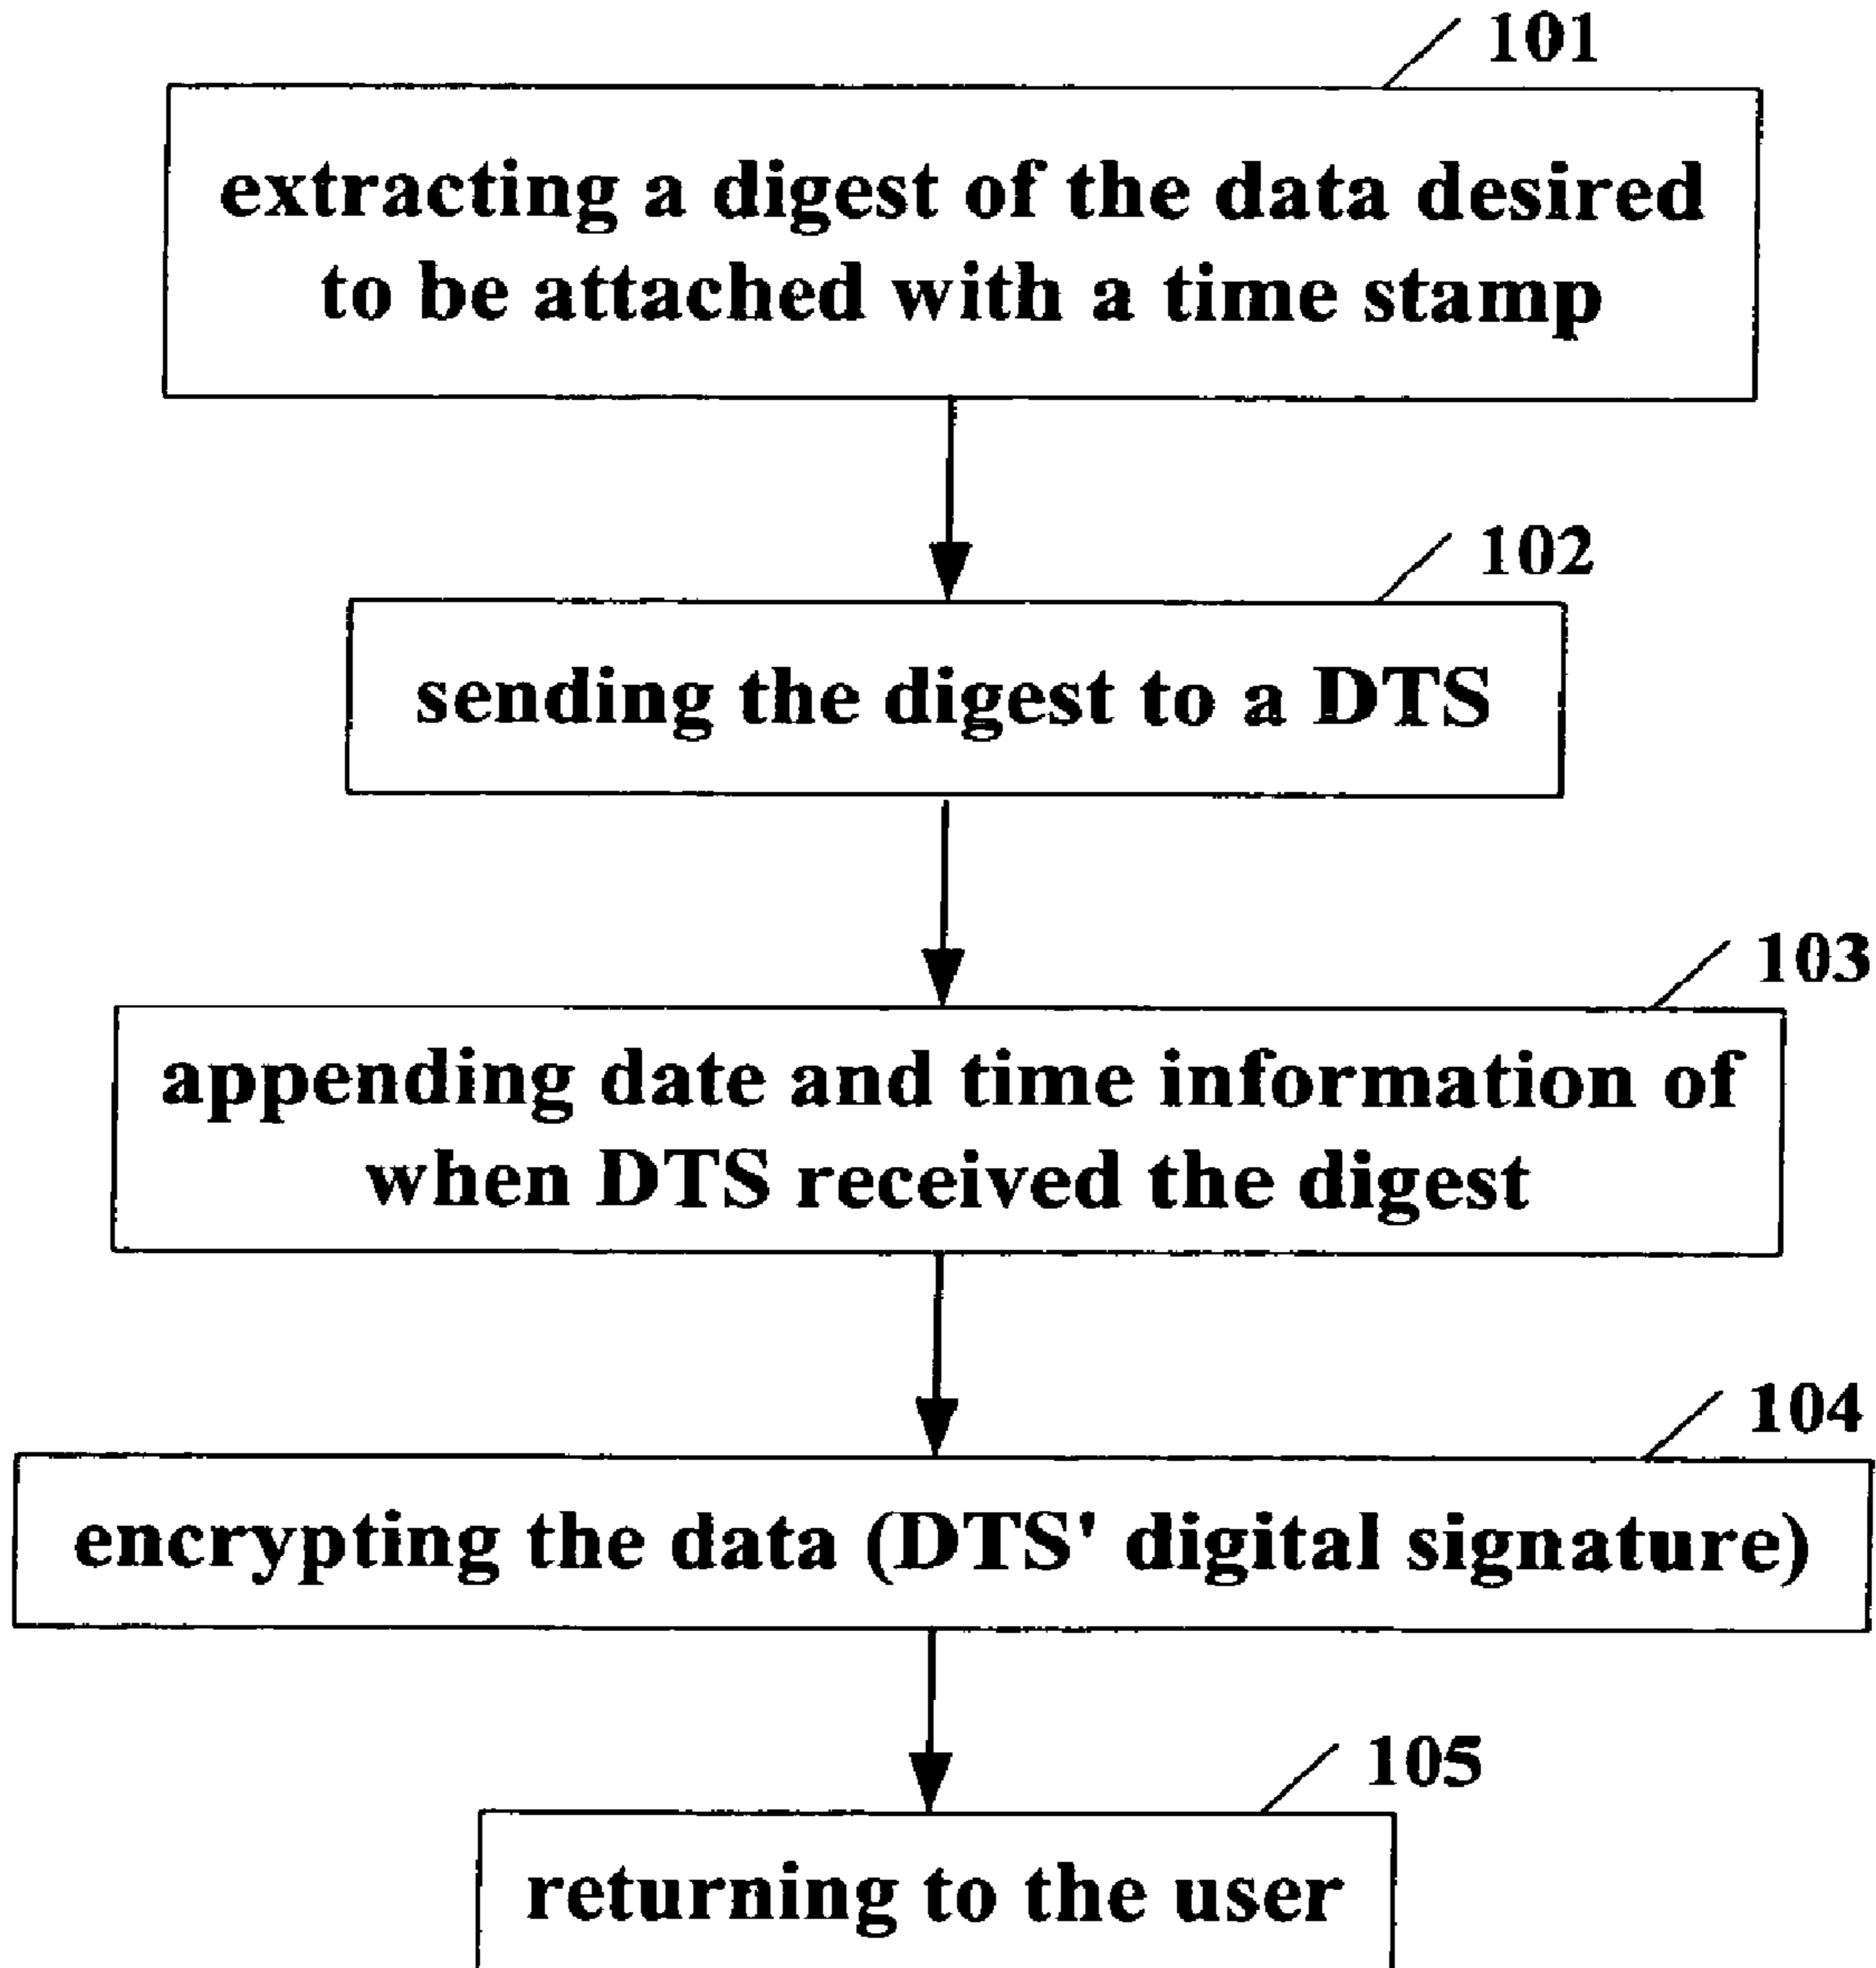 101
extracting a digest of the data desired
to be attached with a time stamp
102
sending the digest to a DTS
103
appending date and time information of
when DTS received the digest
104
encrypting the data (DTS' digital signature)
105
returning to the user